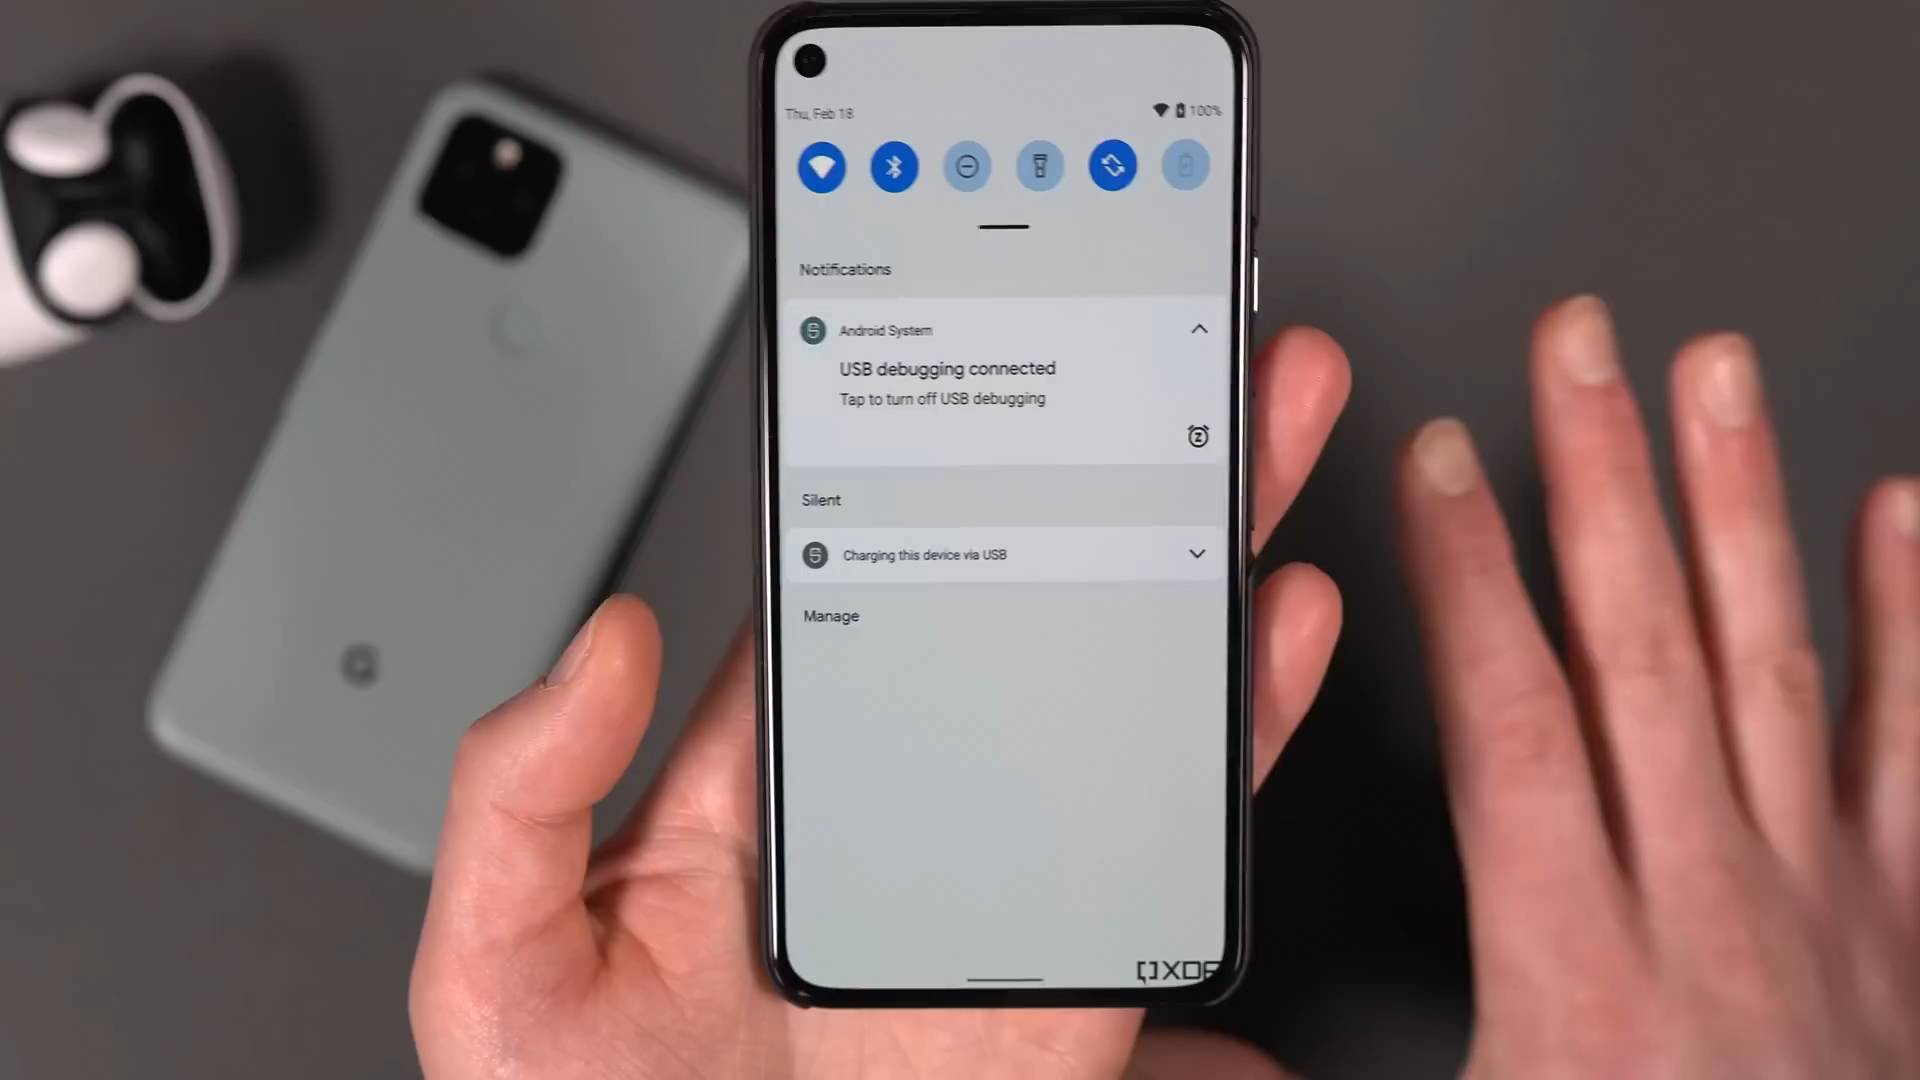 Thu, Feb 18
100%
Notifications
Android System
USB debugging connected
Tap to turn off USB debugging
Silent
Charging this device via USB
Manage